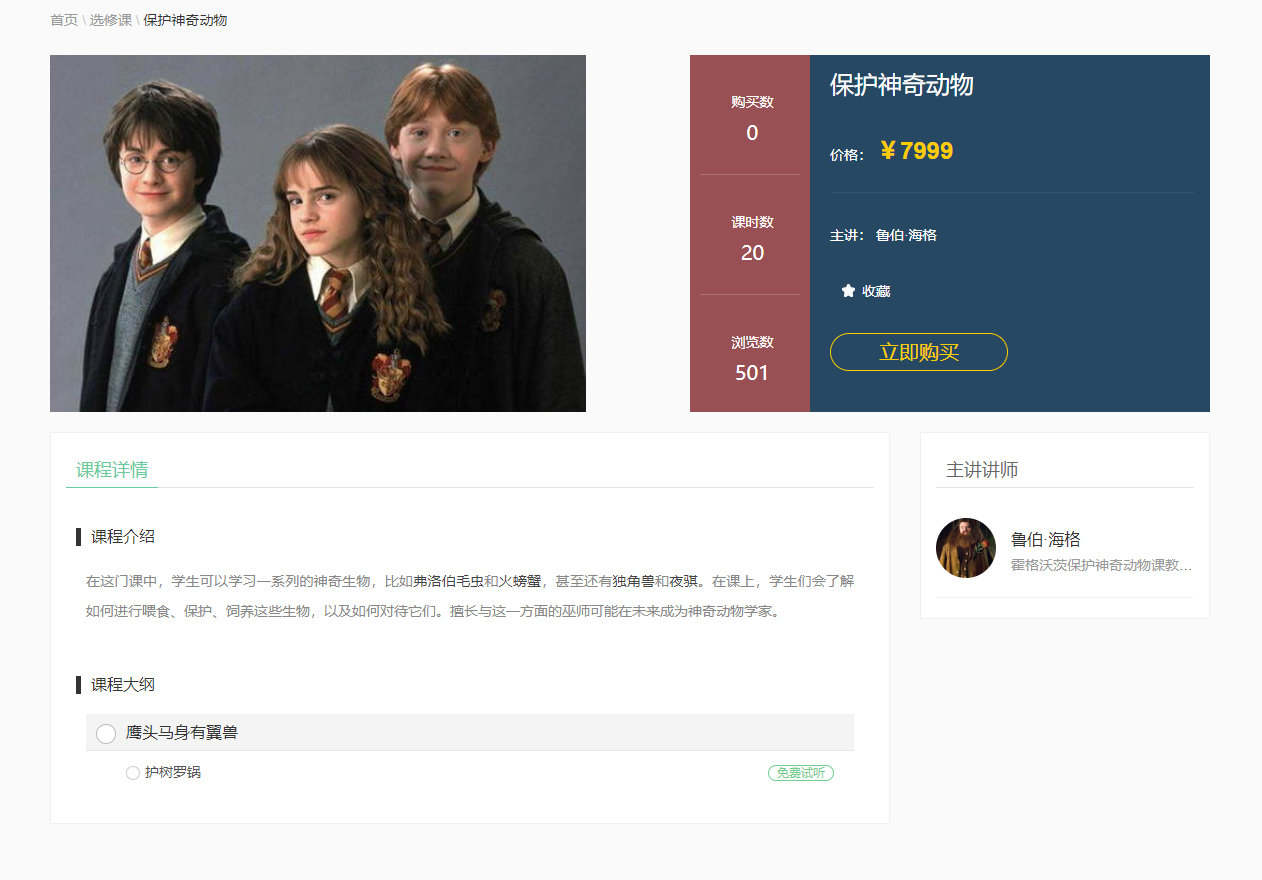 首页 \ 选修课 \ 保护神奇动物
购买数
0
课时数
20
浏览数
501
保护神奇动物
价格： ￥7999
主讲： 鲁伯·海格
收藏
立即购买
课程详情
课程介绍
在这门课中，学生可以学习一系列的神奇生物，比如弗洛伯毛虫和火螃蟹，甚至还有独角兽和夜骐。在课上，学生们会了解
如何进行喂食、保护、饲养这些生物，以及如何对待它们。擅长与这一方面的巫师可能在未来成为神奇动物学家。
课程大纲
鹰头马身有翼兽
护树罗锅
免费试听
主讲讲师
鲁伯·海格
霍格沃茨保护神奇动物课教...